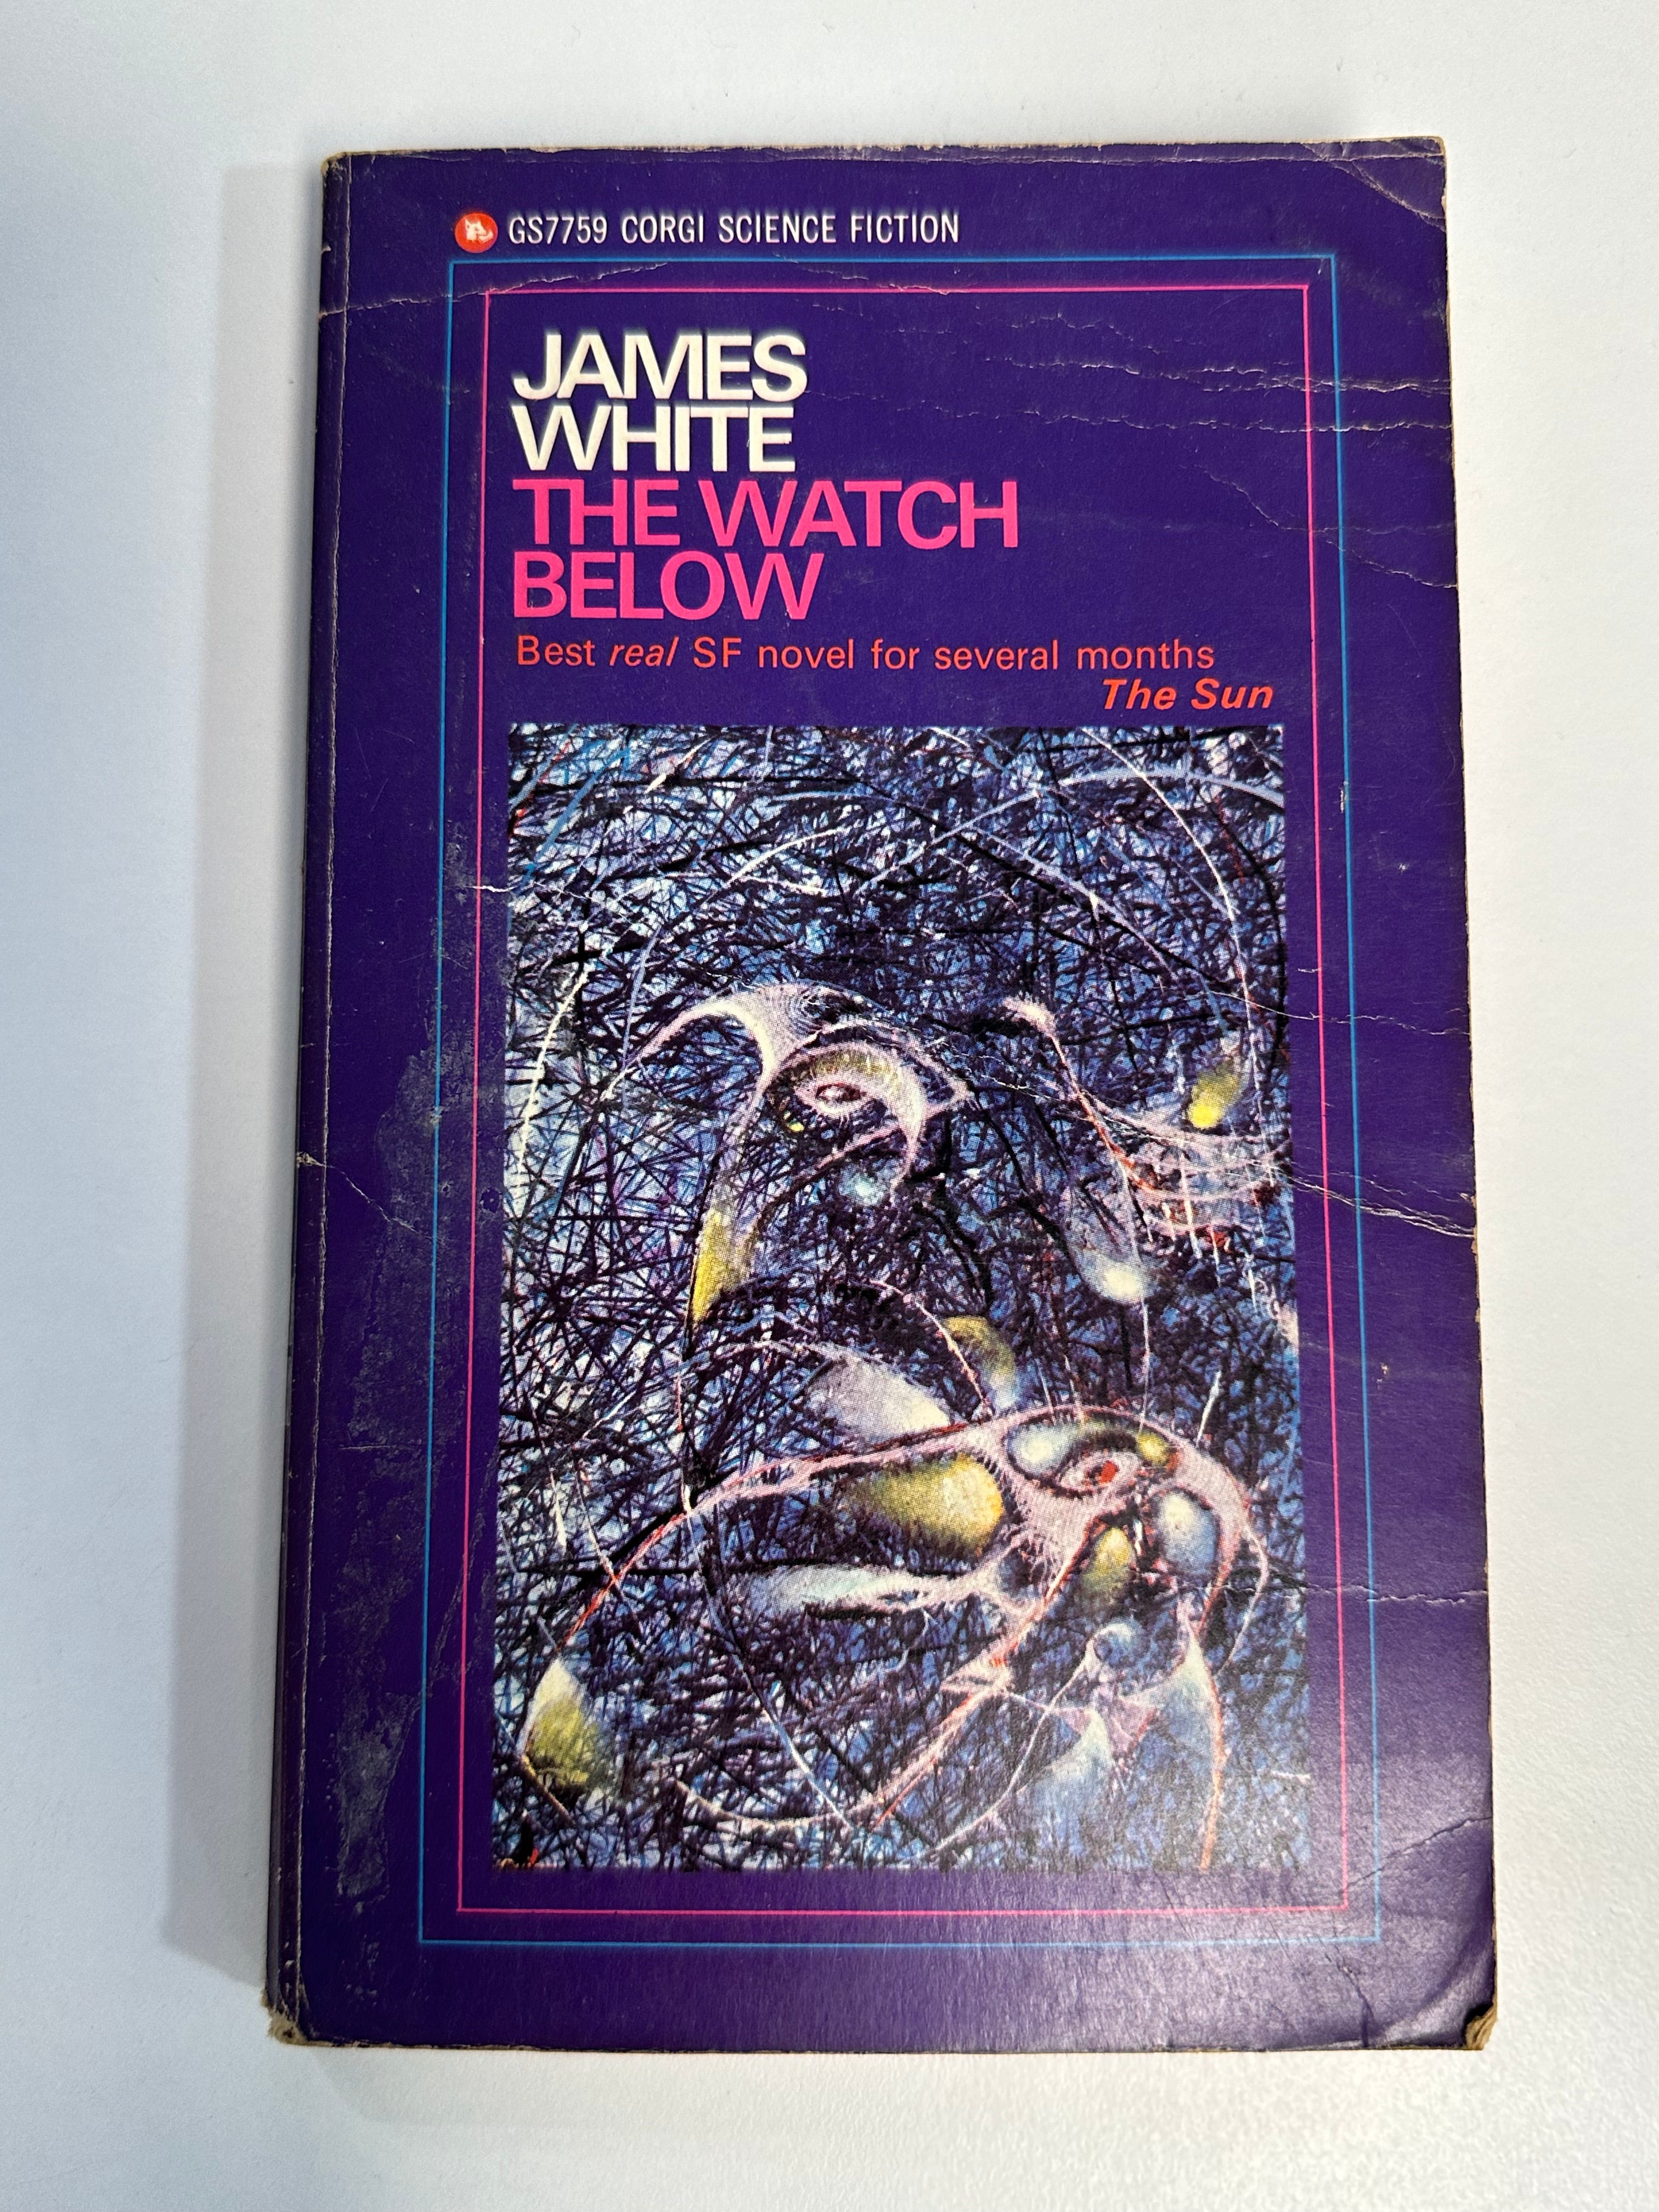 GS7759 CORGI SCIENCE FICTION
JAMES
WHITE
THE WATCH
BELOW
Best real SF novel for several months
The Sun